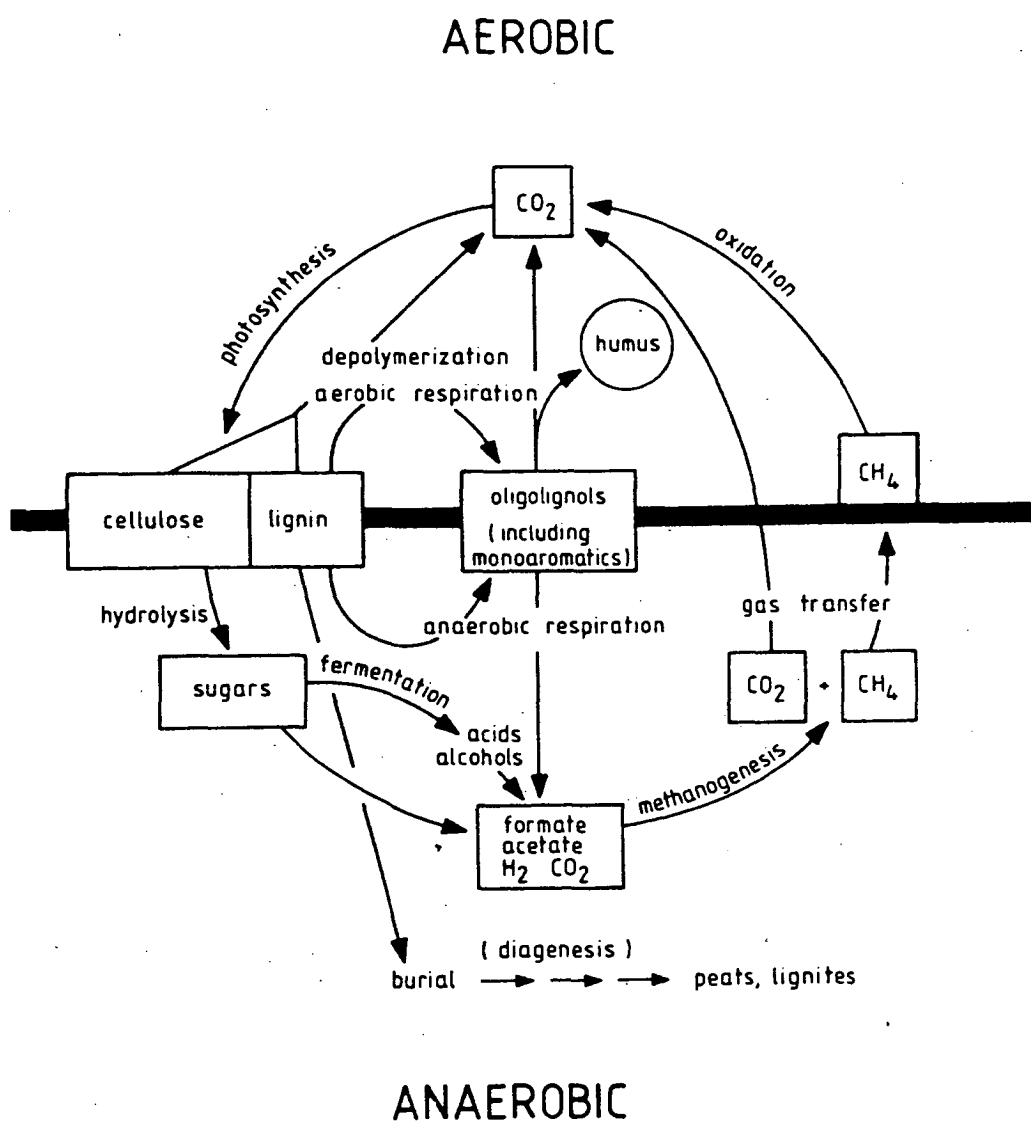 AEROBIC
CO₂
photosynthesis
oxidation
humus
depolymerization
aerobic respiration
CH₄
cellulose
lignin
oligolignols
(including
monoaromatics)
hydrolysis
anaerobic respiration
gas transfer
sugars
fermentation
CO₂ + CH₄
acids
alcohols
methanogenesis
formate
acetate
H₂ CO₂
(diagenesis)
burial
peats, lignites
ANAEROBIC